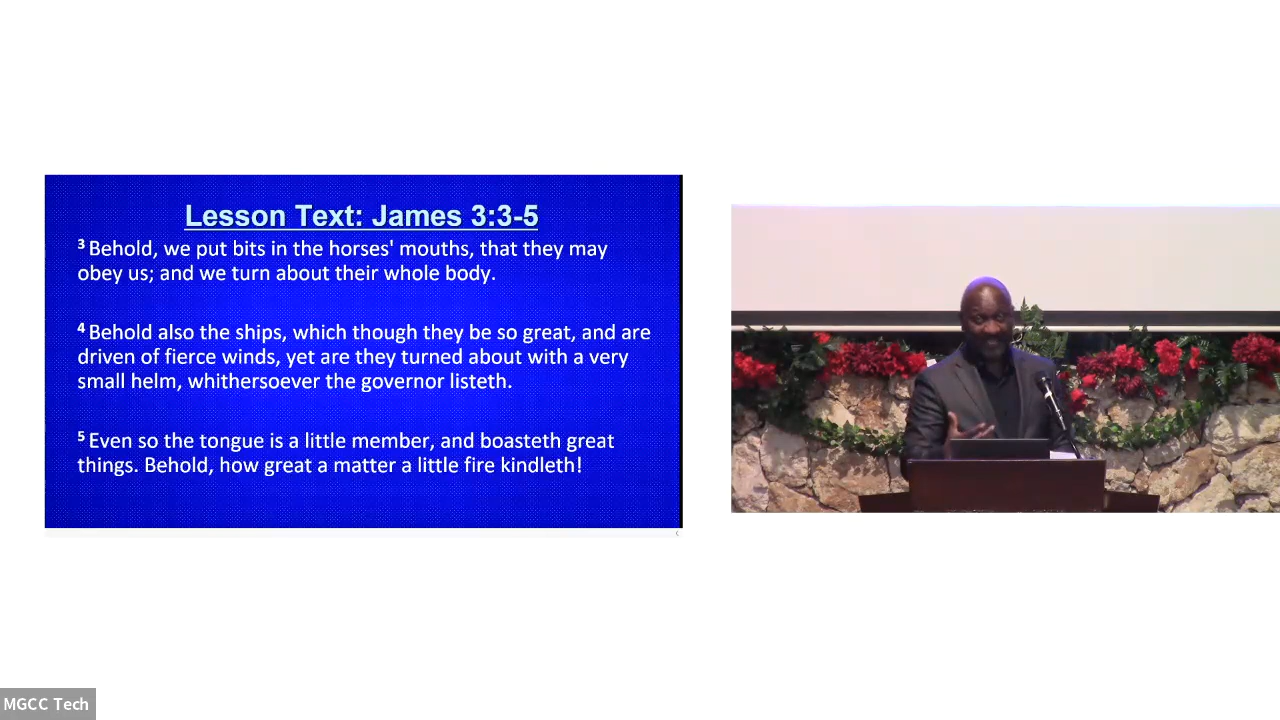 Lesson Text: James 3:3-5
3 Behold, we put bits in the horses' mouths, that they may
obey us; and we turn about their whole body.
4 Behold also the ships, which though they be so great, and are
driven of fierce winds, yet are they turned about with a very
small helm, whithersoever the governor listeth.
5 Even so the tongue is a little member, and boasteth great
things. Behold, how great a matter a little fire kindleth!
MGCC Tech